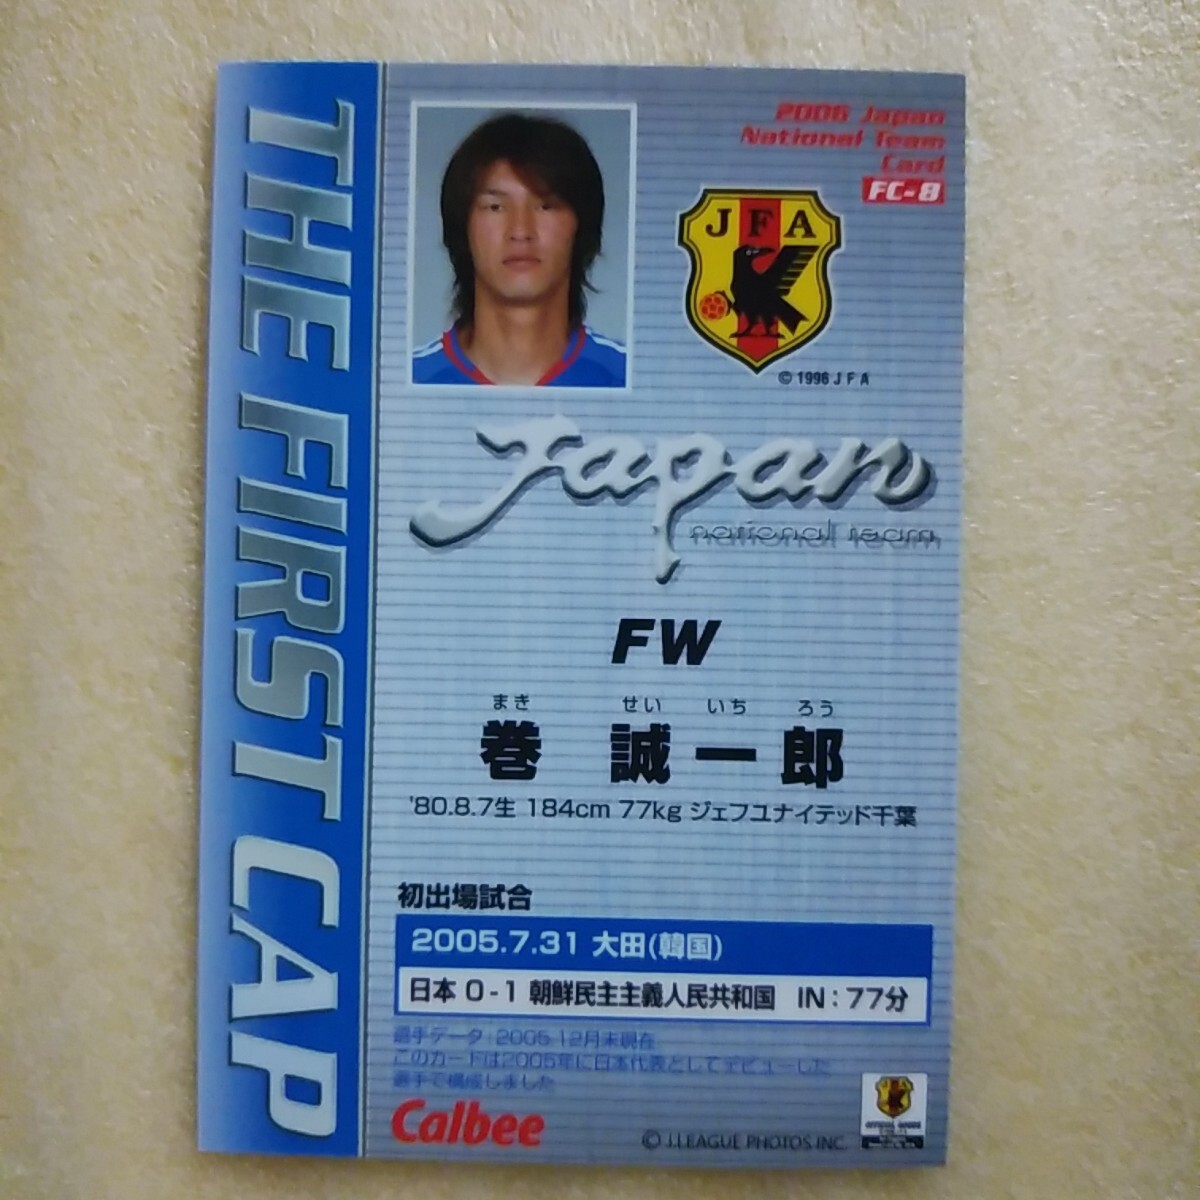 THE FIRST CAP
2006 Japan
National Team
Card
FC-8
JFA
© 1996 J F A
Japan
national team
FW
まき せい いち ろう
巻 誠一郎
'80.8.7生 184cm 77kg ジェフユナイテッド千葉
初出場試合
2005.7.31 大田(韓国)
日本 0-1 朝鮮民主主義人民共和国 IN:77分
選手データ:2005.12月末現在
このカードは2005年に日本代表としてデビューした
選手で構成しました
Calbee
© J.LEAGUE PHOTOS INC.
OFFICIAL GOODS